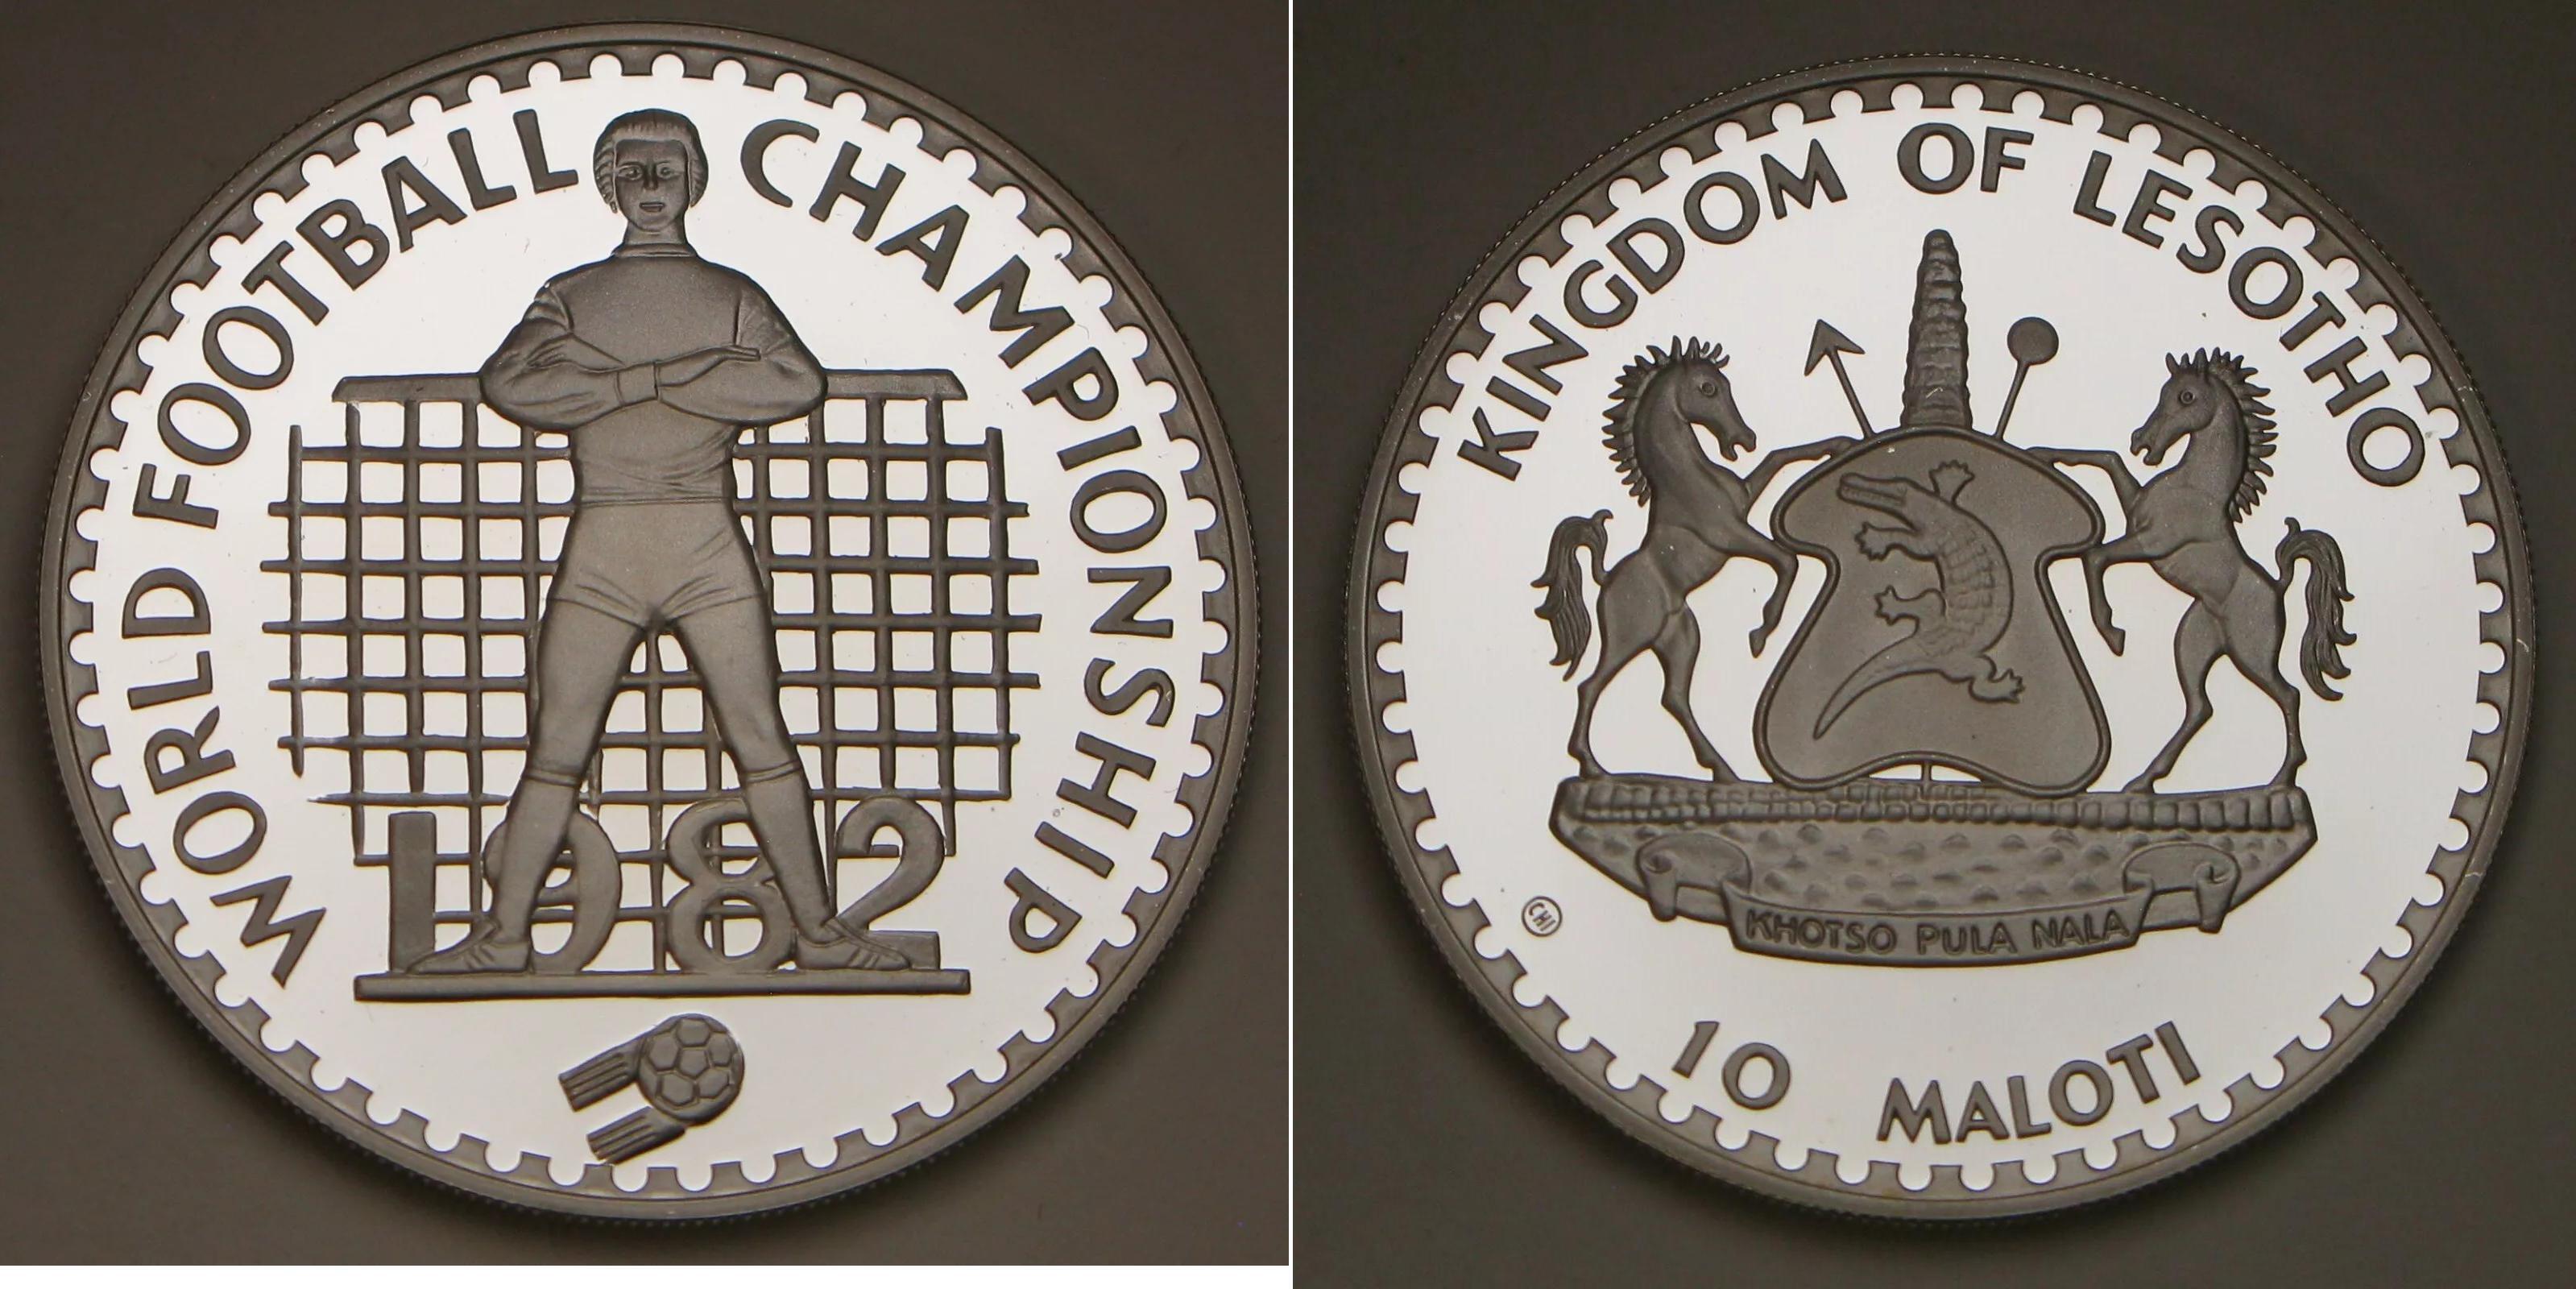 WORLD FOOTBALL CHAMPIONSHIP
1982
KINGDOM OF LESOTHO
KHOTSO PULA NALA
CHI
10 MALOTI